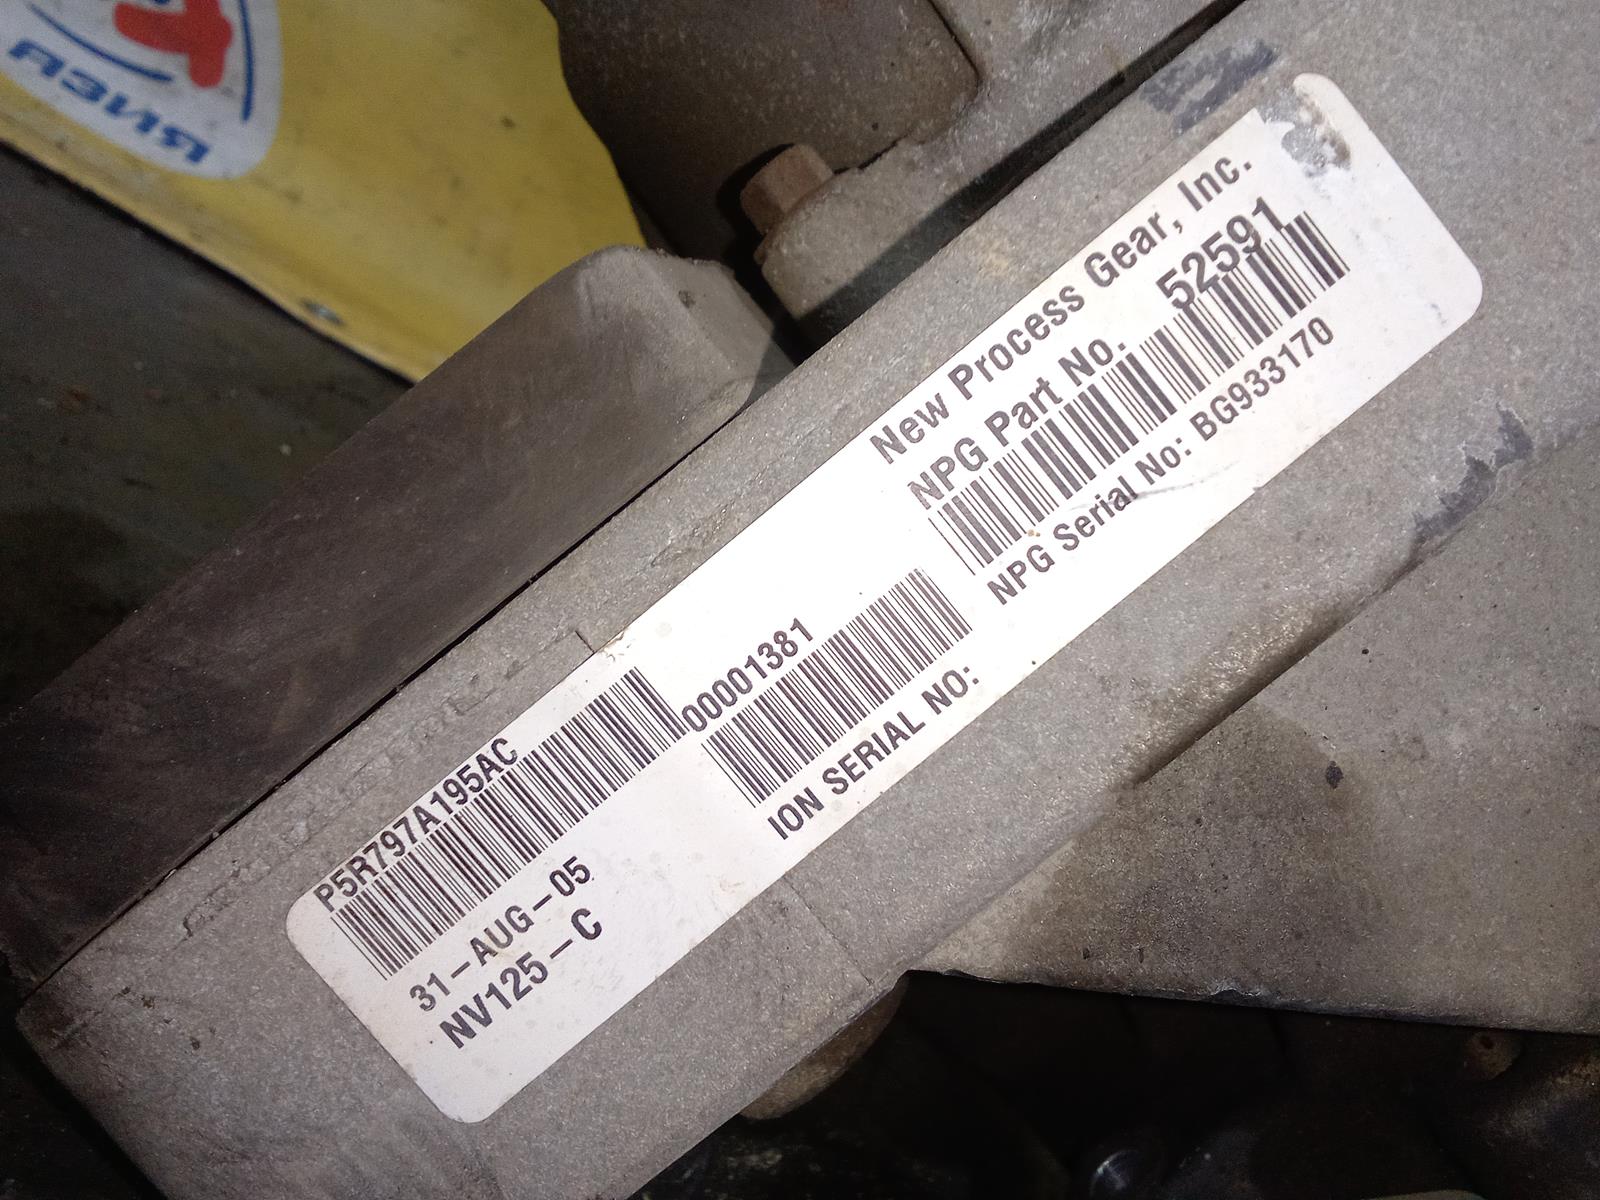 New Process Gear, Inc.
NPG Part No. 52591
NPG Serial No: BG933170
P5R797A195AC
00001381
31-AUG-05
NV125-C
ION SERIAL NO: